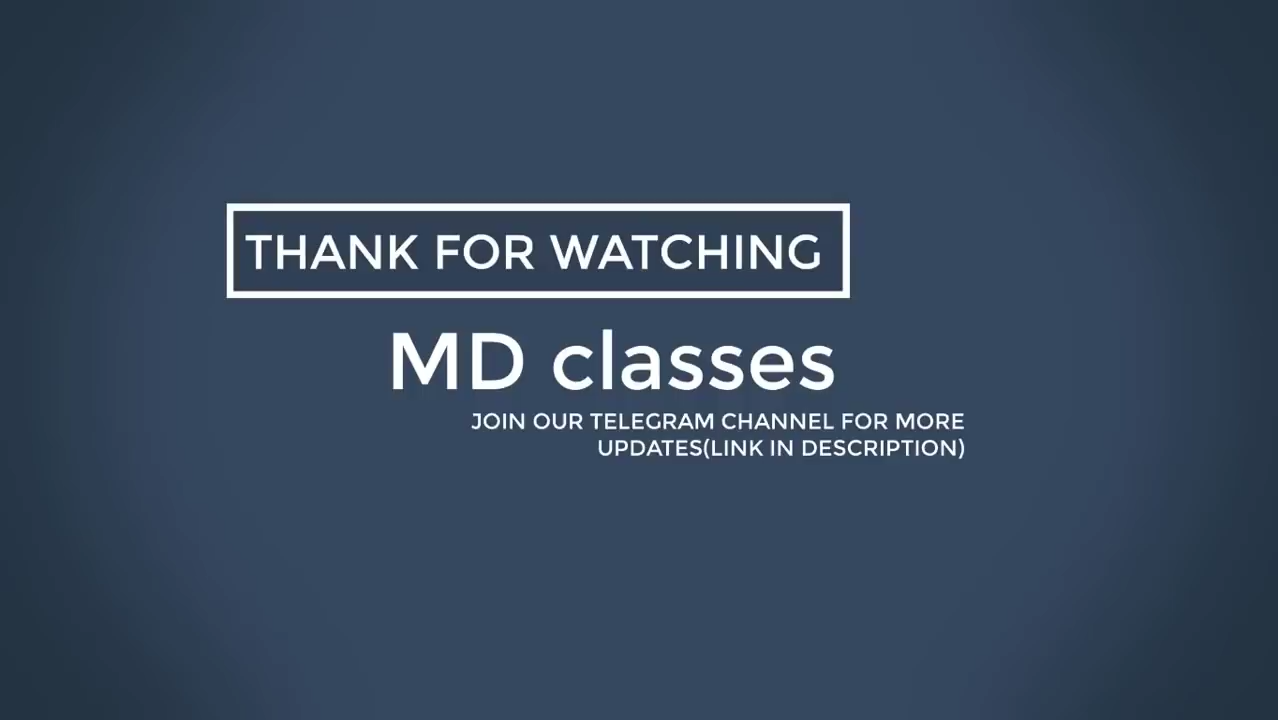 THANK FOR WATCHING
MD classes
JOIN OUR TELEGRAM CHANNEL FOR MORE
UPDATES(LINK IN DESCRIPTION)